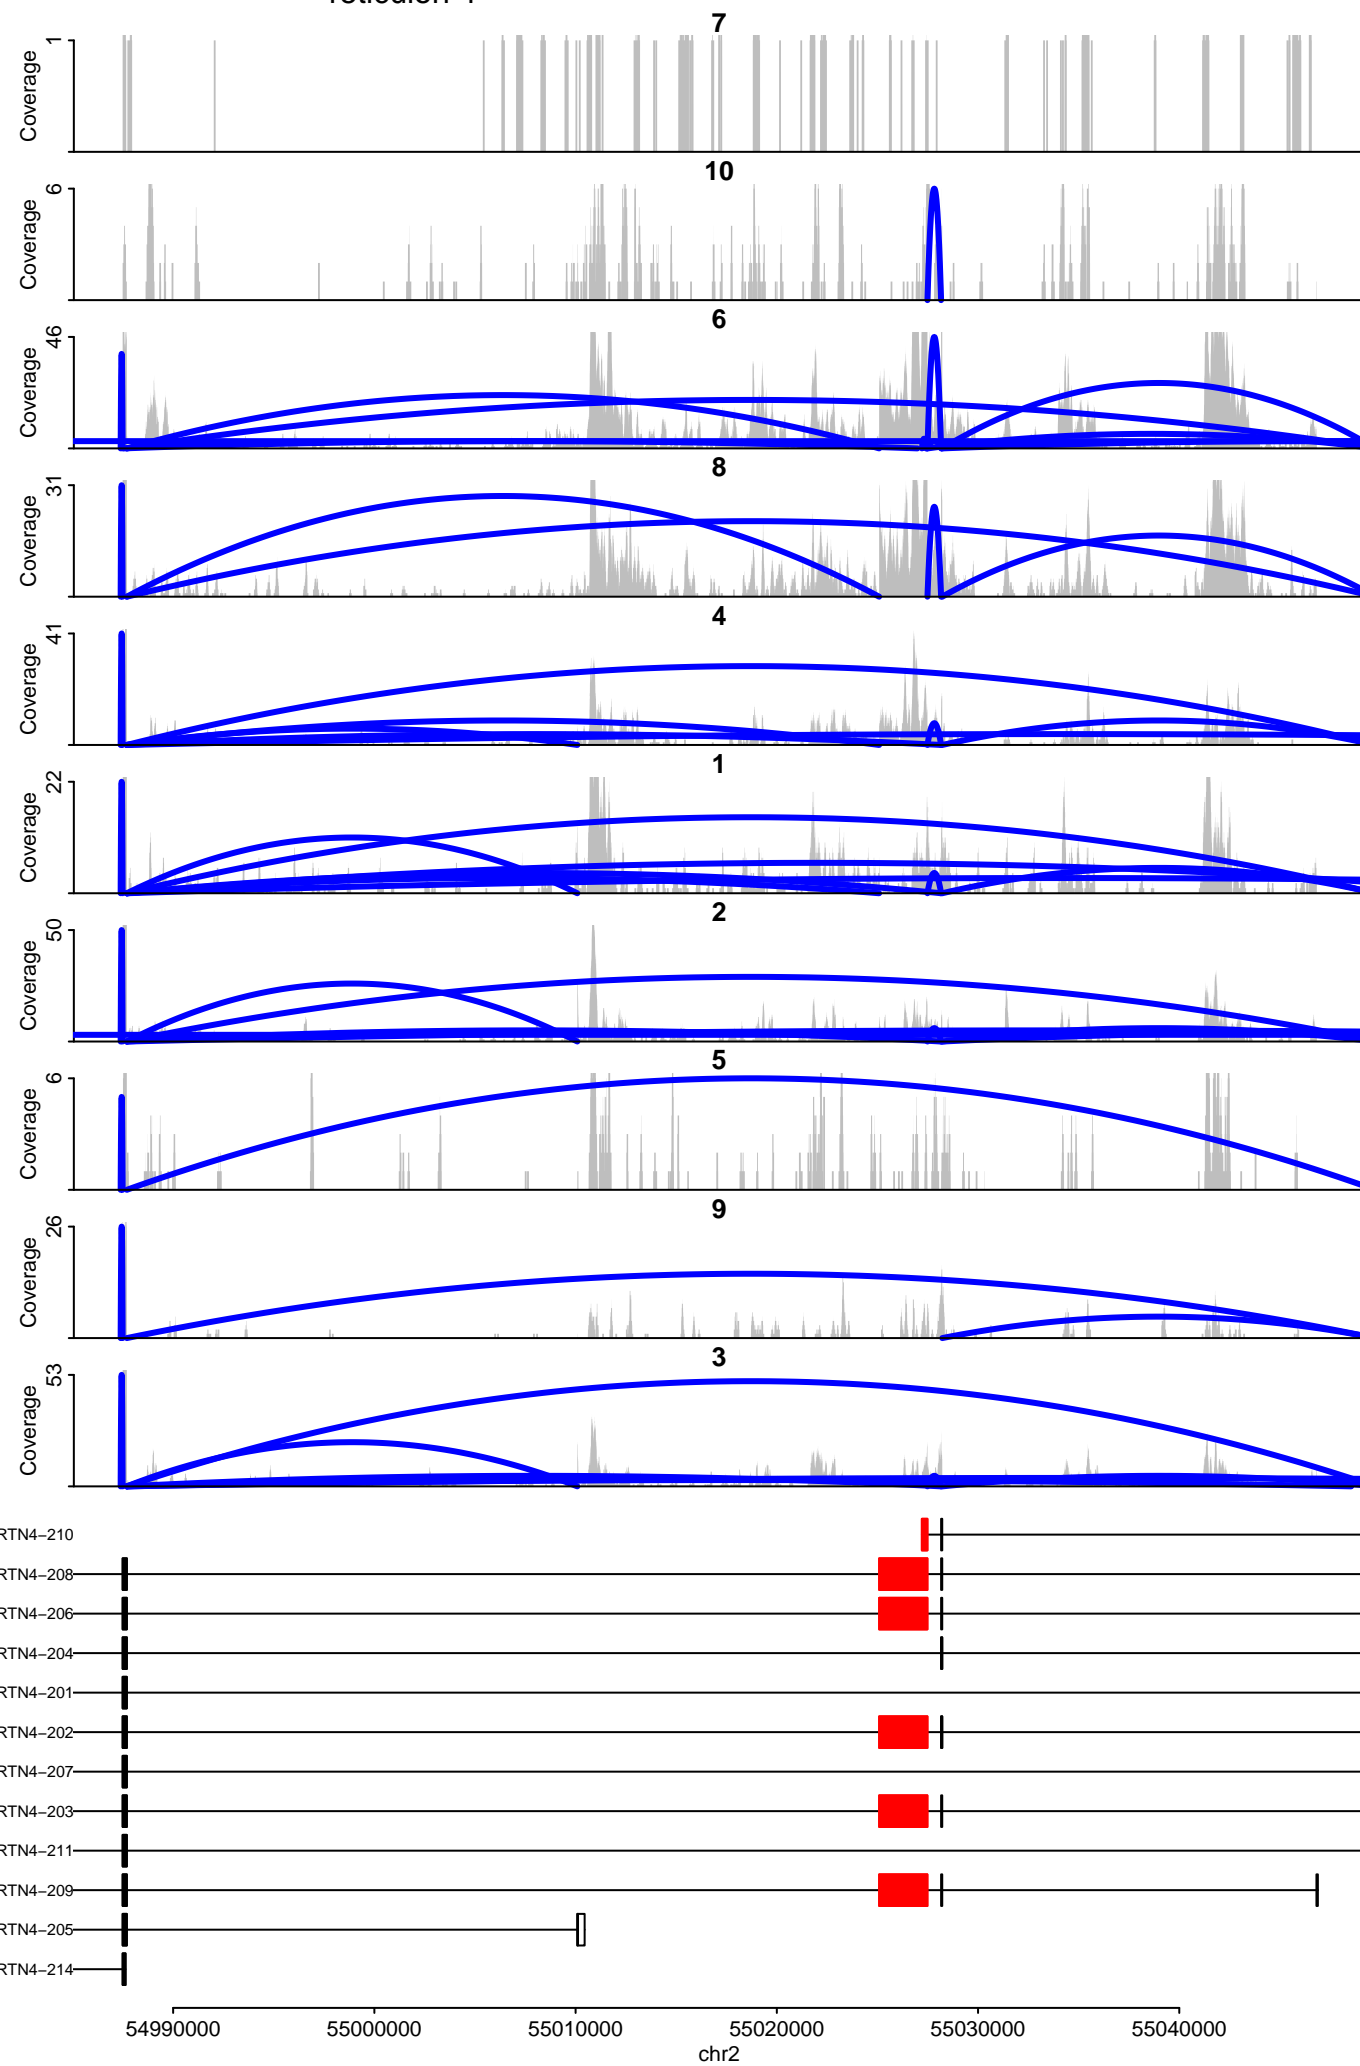 7
1
Coverage
10
6
Coverage
6
46
Coverage
8
31
Coverage
4
41
Coverage
1
22
Coverage
2
50
Coverage
5
6
Coverage
9
26
Coverage
3
53
Coverage
RTN4−210
RTN4−208
RTN4−206
RTN4−204
RTN4−201
RTN4−202
RTN4−207
RTN4−203
RTN4−211
RTN4−209
RTN4−205
RTN4−214
54990000 55000000 55010000 55020000 55030000 55040000
chr2